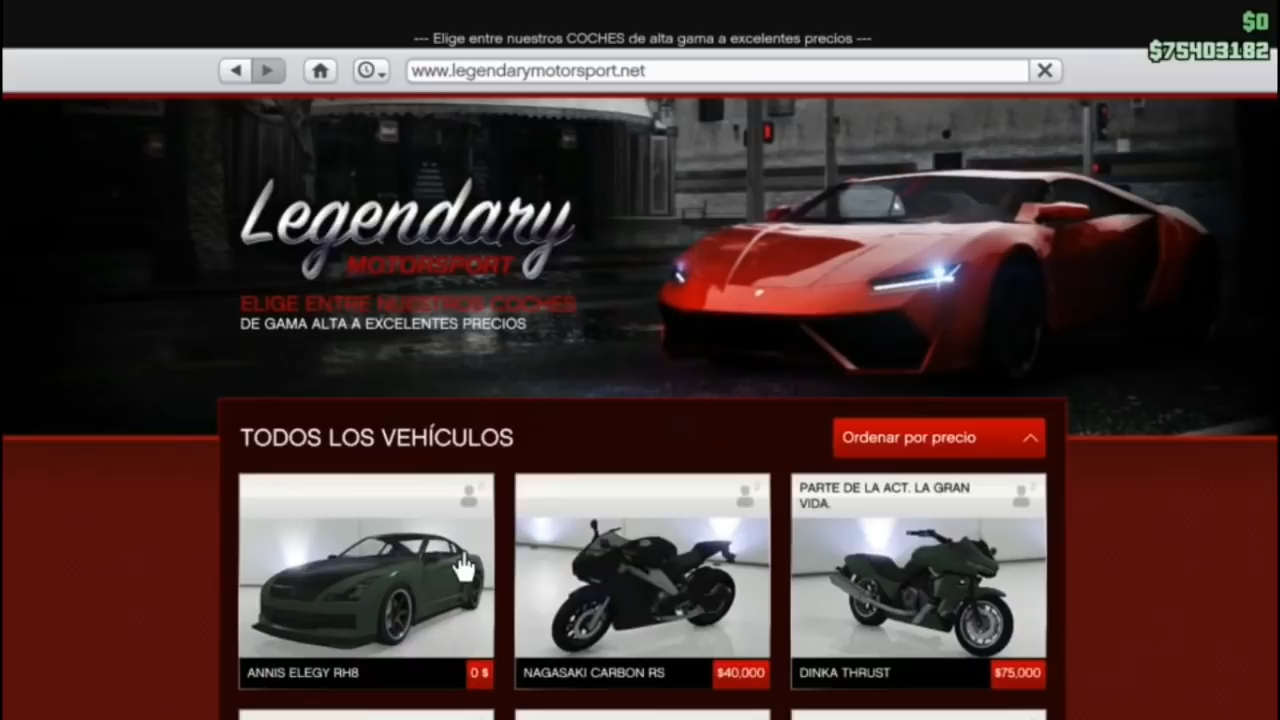 $0
--- Elige entre nuestros COCHES de alta gama a excelentes precios ---
$75403182
www.legendarymotorsport.net
Legendary
MOTORSPORT
ELIGE ENTRE NUESTROS COCHES
DE GAMA ALTA A EXCELENTES PRECIOS
TODOS LOS VEHÍCULOS
Ordenar por precio
PARTE DE LA ACT. LA GRAN
VIDA.
ANNIS ELEGY RH8 0 $
NAGASAKI CARBON RS $40,000
DINKA THRUST $75,000